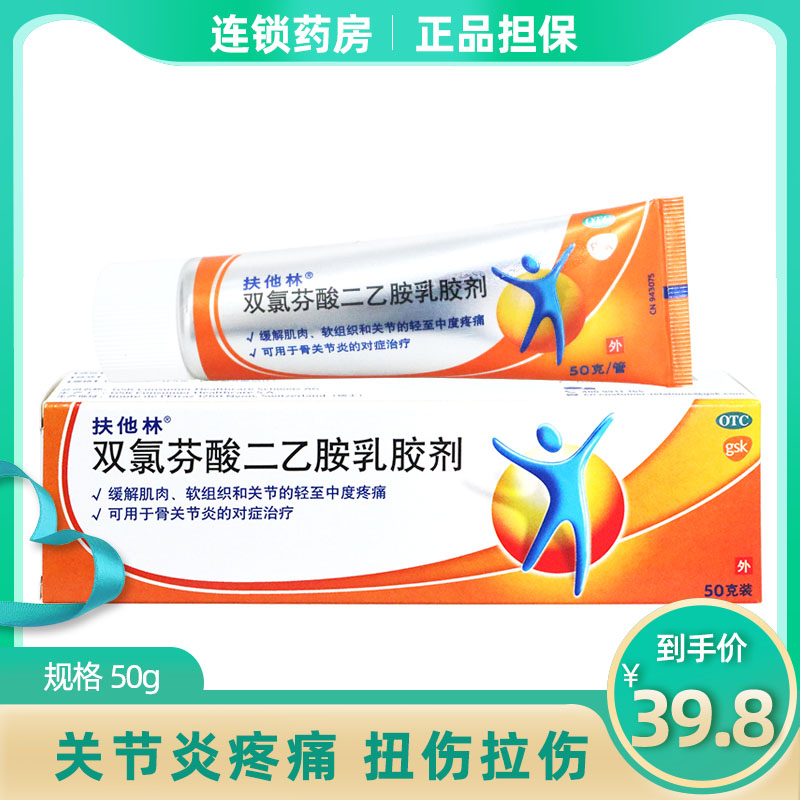 连锁药房 | 正品担保
OTC
扶他林®
双氯芬酸二乙胺乳胶剂
√ 缓解肌肉、软组织和关节的轻至中度疼痛
√ 可用于骨关节炎的对症治疗
CN 943075
外
50克/管
扶他林®
双氯芬酸二乙胺乳胶剂
√ 缓解肌肉、软组织和关节的轻至中度疼痛
√ 可用于骨关节炎的对症治疗
OTC
gsk
外
50克装
规格 50g
到手价
¥39.8
关节炎疼痛 扭伤拉伤